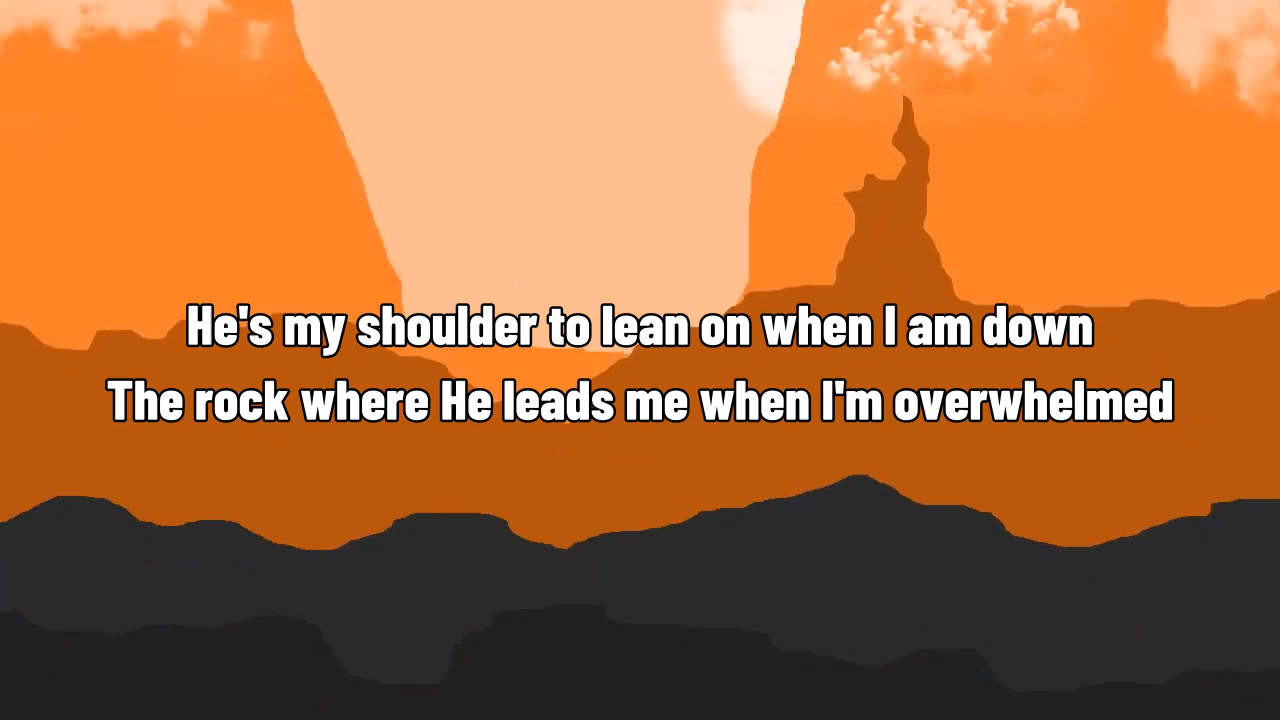 He's my shoulder to lean on when I am down
The rock where He leads me when I'm overwhelmed